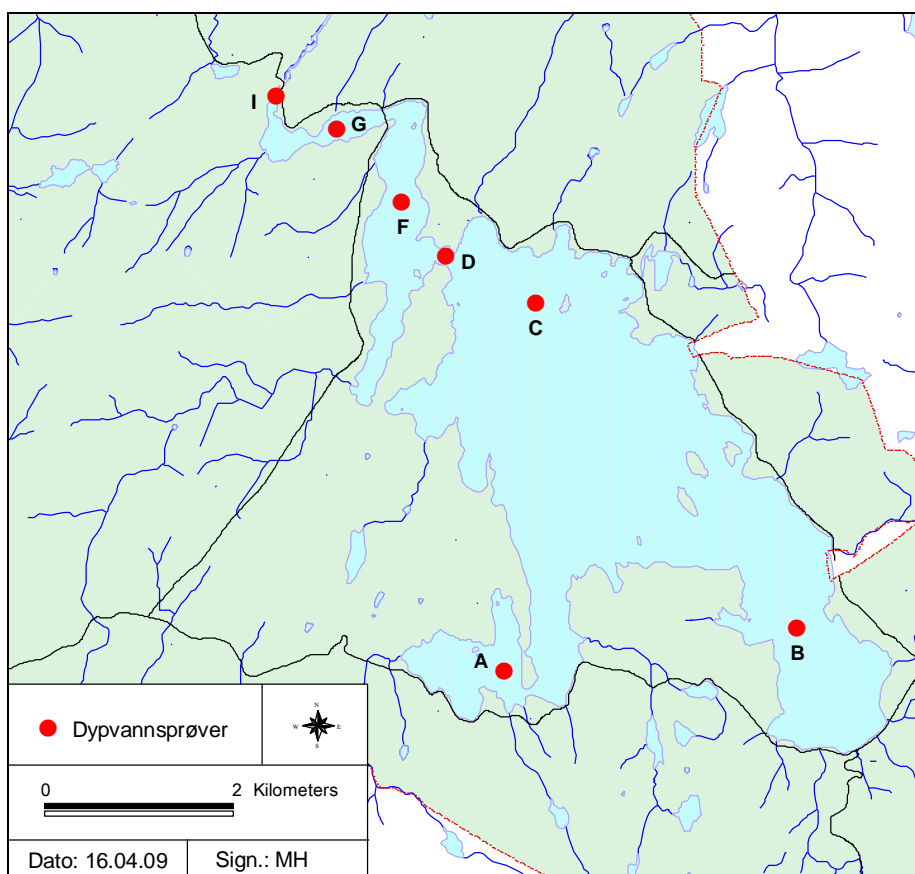 I
G
F
D
C
B
A
N
W E
S
Dypvannsprøver
0 2 Kilometers
Dato: 16.04.09 Sign.: MH